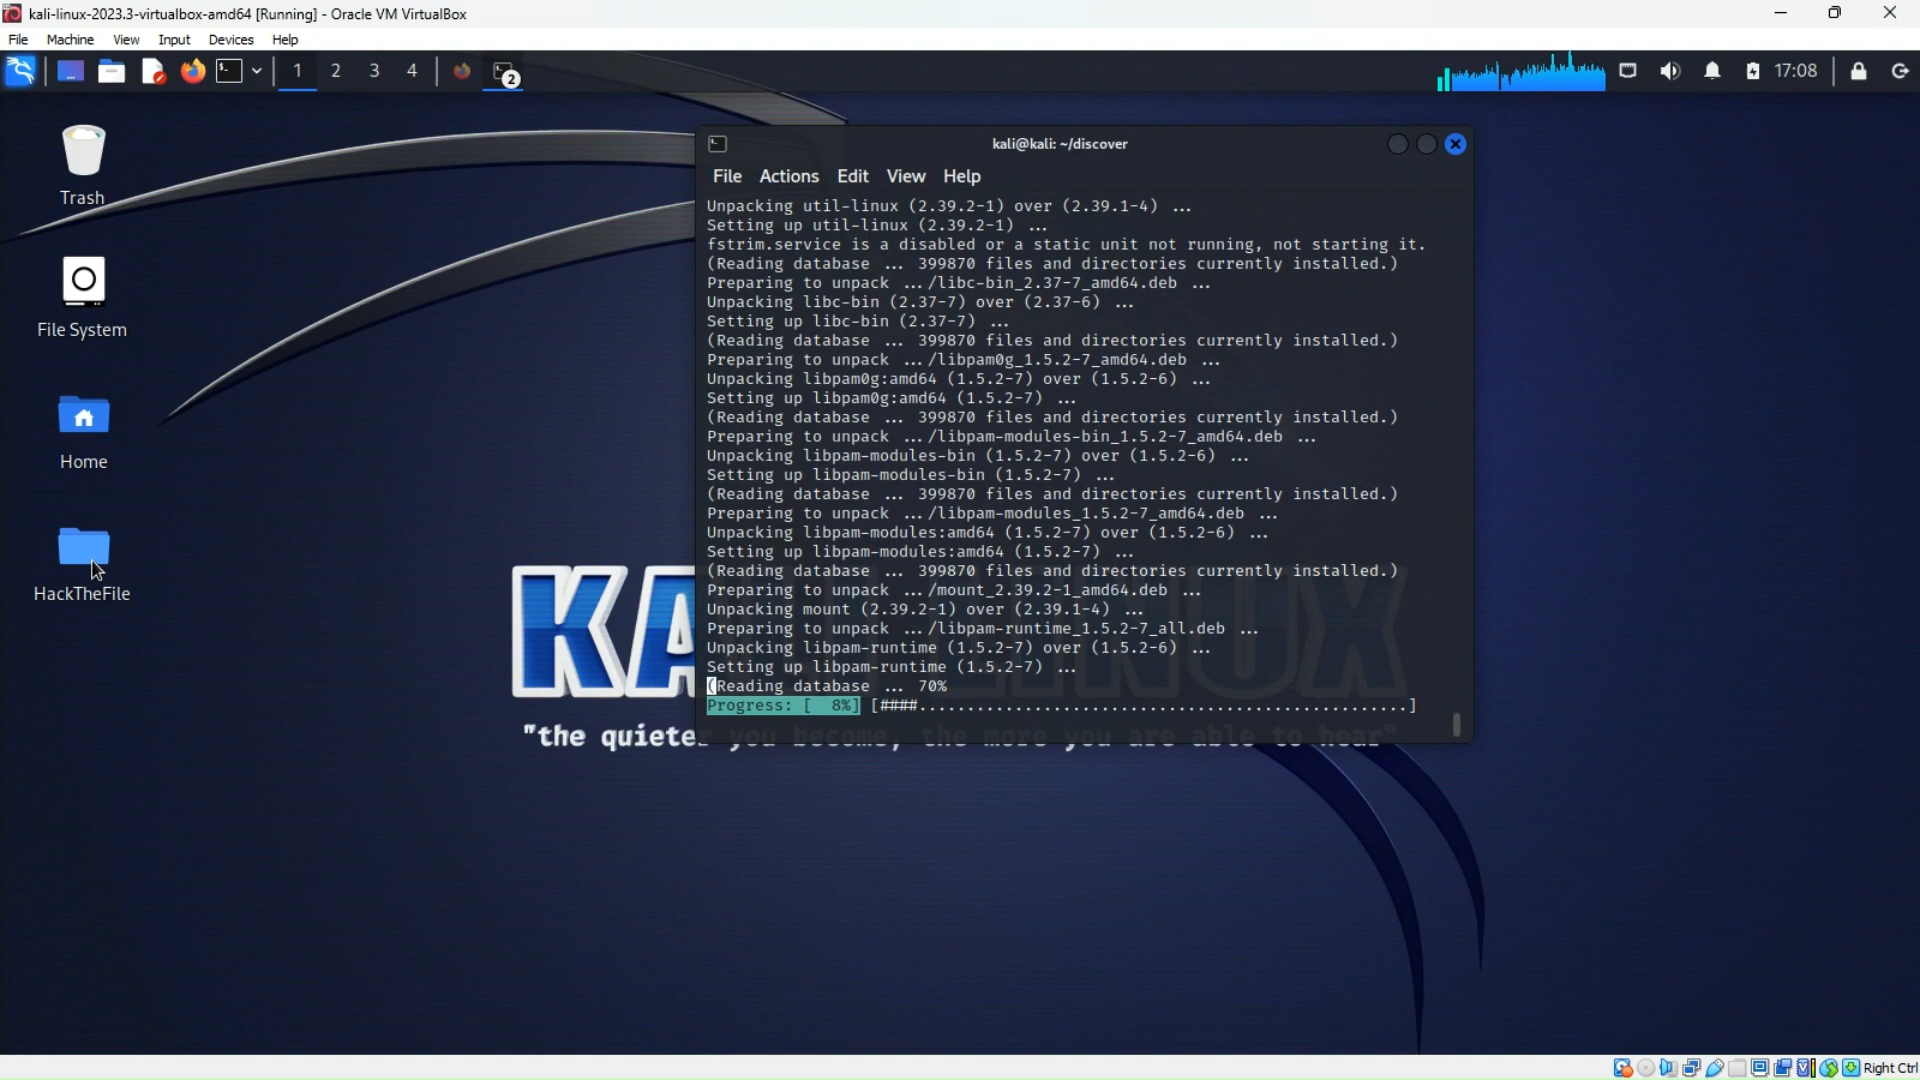 kali-linux-2023.3-virtualbox-amd64 [Running] - Oracle VM VirtualBox
File Machine View Input Devices Help
1 2 3 4 2 17:08
Trash
File System
Home
HackTheFile
kali@kali: ~/discover
File Actions Edit View Help
Unpacking util-linux (2.39.2-1) over (2.39.1-4) ...
Setting up util-linux (2.39.2-1) ...
fstrim.service is a disabled or a static unit not running, not starting it.
(Reading database ... 399870 files and directories currently installed.)
Preparing to unpack .../libc-bin_2.37-7_amd64.deb ...
Unpacking libc-bin (2.37-7) over (2.37-6) ...
Setting up libc-bin (2.37-7) ...
(Reading database ... 399870 files and directories currently installed.)
Preparing to unpack .../libpam0g_1.5.2-7_amd64.deb ...
Unpacking libpam0g:amd64 (1.5.2-7) over (1.5.2-6) ...
Setting up libpam0g:amd64 (1.5.2-7) ...
(Reading database ... 399870 files and directories currently installed.)
Preparing to unpack .../libpam-modules-bin_1.5.2-7_amd64.deb ...
Unpacking libpam-modules-bin (1.5.2-7) over (1.5.2-6) ...
Setting up libpam-modules-bin (1.5.2-7) ...
(Reading database ... 399870 files and directories currently installed.)
Preparing to unpack .../libpam-modules_1.5.2-7_amd64.deb ...
Unpacking libpam-modules:amd64 (1.5.2-7) over (1.5.2-6) ...
Setting up libpam-modules:amd64 (1.5.2-7) ...
(Reading database ... 399870 files and directories currently installed.)
Preparing to unpack .../mount_2.39.2-1_amd64.deb ...
Unpacking mount (2.39.2-1) over (2.39.1-4) ...
Preparing to unpack .../libpam-runtime_1.5.2-7_all.deb ...
Unpacking libpam-runtime (1.5.2-7) over (1.5.2-6) ...
Setting up libpam-runtime (1.5.2-7) ...
(Reading database ... 70%
Progress: [  8%] [####...................................................]
KALI LINUX
"the quieter you become, the more you are able to hear"
Right Ctrl